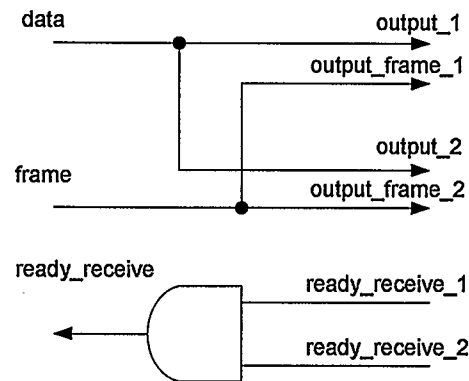 data
output_1
output_frame_1
output_2
frame
output_frame_2
ready_receive
ready_receive_1
ready_receive_2